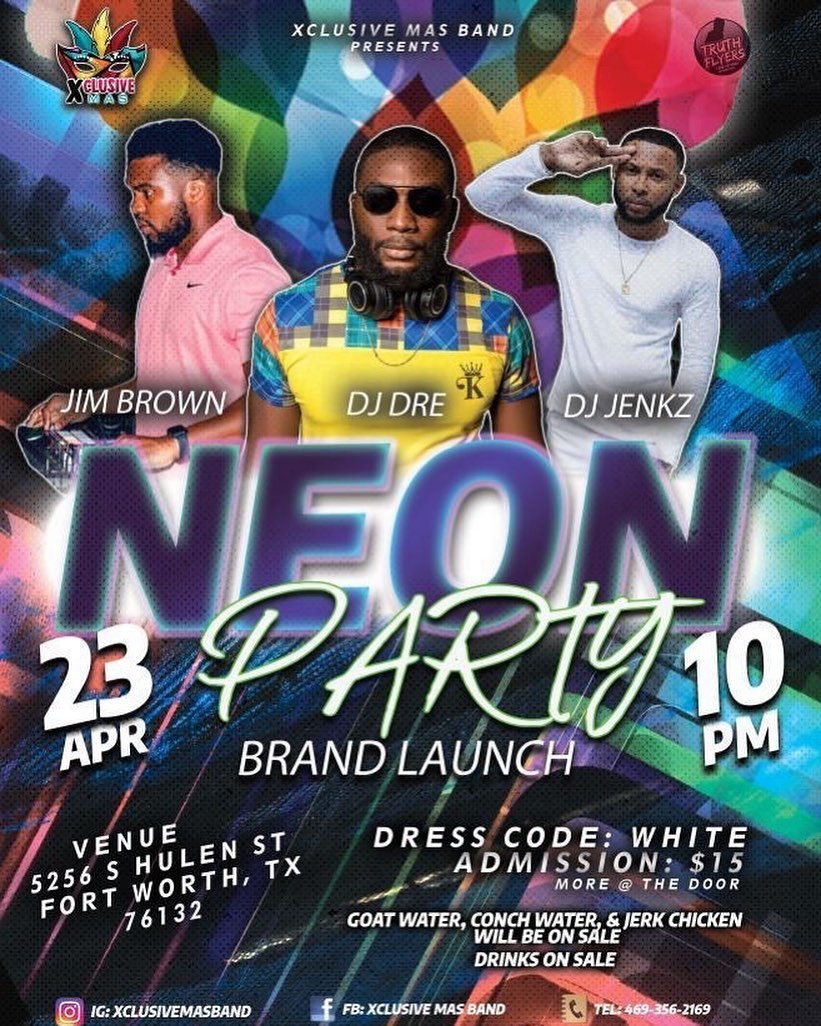 XCLUSIVE MAS BAND
PRESENTS
XCLUSIVE
MAS
TRUTH
FLYERS
K
JIM BROWN
DJ DRE
DJ JENKZ
NEON
PARTY
23
APR
10
PM
BRAND LAUNCH
VENUE
5256 S HULEN ST
FORT WORTH, TX
76132
DRESS CODE: WHITE
ADMISSION: $15
MORE @ THE DOOR
GOAT WATER, CONCH WATER, & JERK CHICKEN
WILL BE ON SALE
DRINKS ON SALE
IG: XCLUSIVEMASBAND
FB: XCLUSIVE MAS BAND
TEL: 469-356-2169